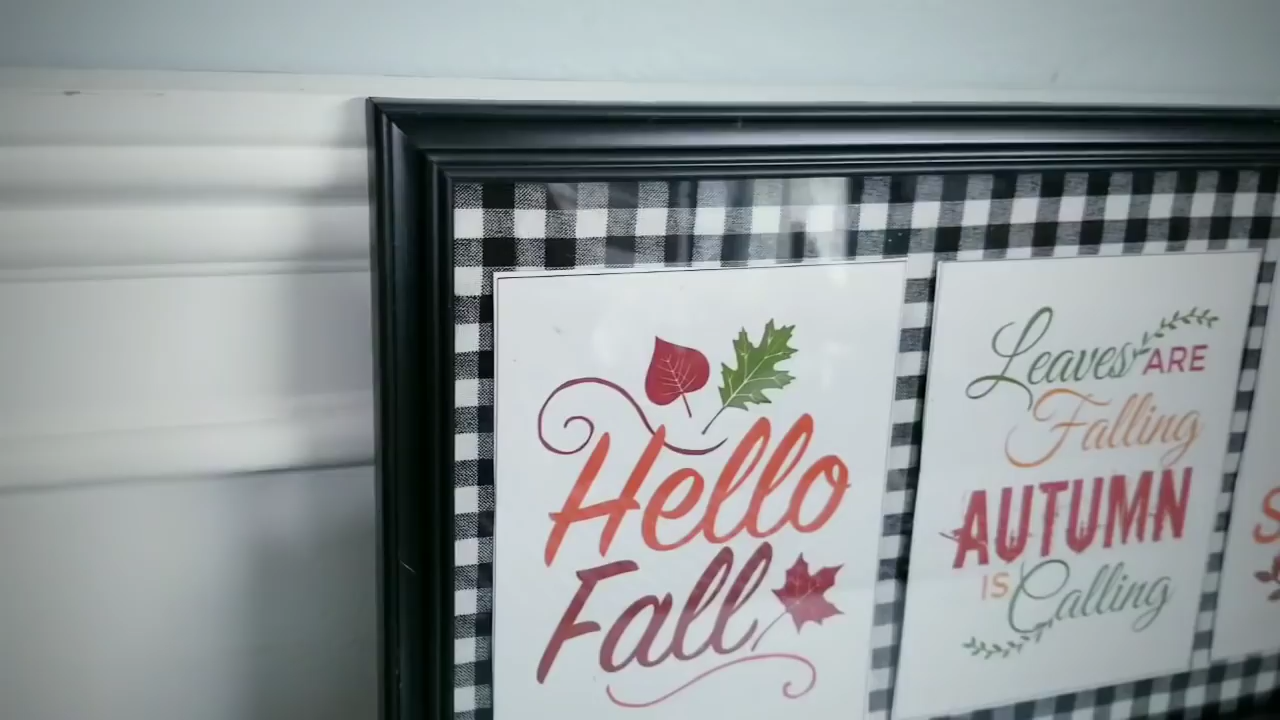 Hello
Fall
Leaves ARE
Falling
AUTUMN
IS Calling
S